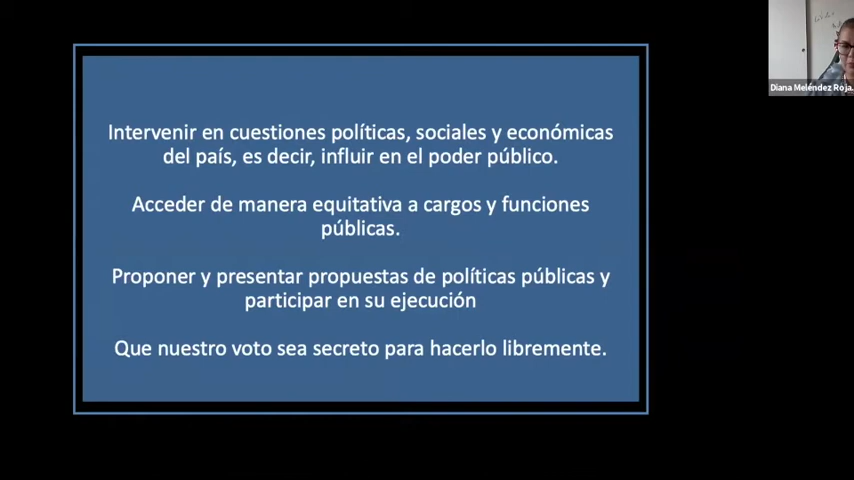 Intervenir en cuestiones políticas, sociales y económicas
del país, es decir, influir en el poder público.
Acceder de manera equitativa a cargos y funciones
públicas.
Proponer y presentar propuestas de políticas públicas y
participar en su ejecución
Que nuestro voto sea secreto para hacerlo libremente.
Diana Meléndez Roja.